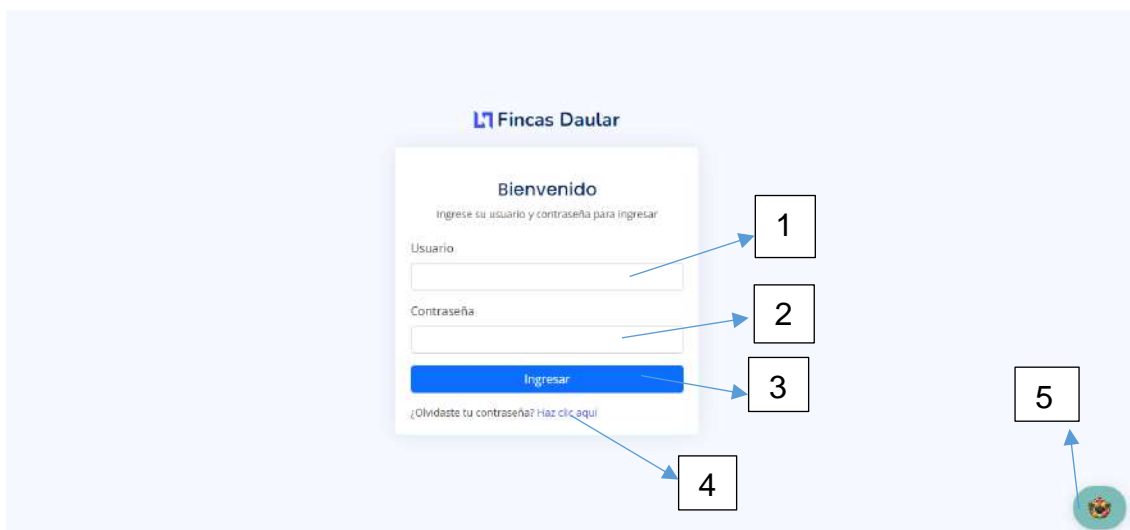 Fincas Daular
Bienvenido
Ingrese su usuario y contraseña para ingresar
1
Usuario
Contraseña
2
Ingresar
3
5
¿Olvidaste tu contraseña? Haz clic aquí
4